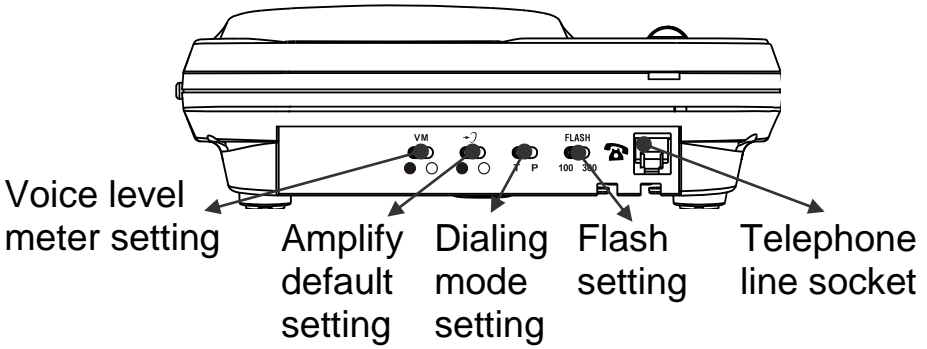 VM
FLASH
T P 100 300
Voice level
meter setting
Amplify
default
setting
Dialing
mode
setting
Flash
setting
Telephone
line socket